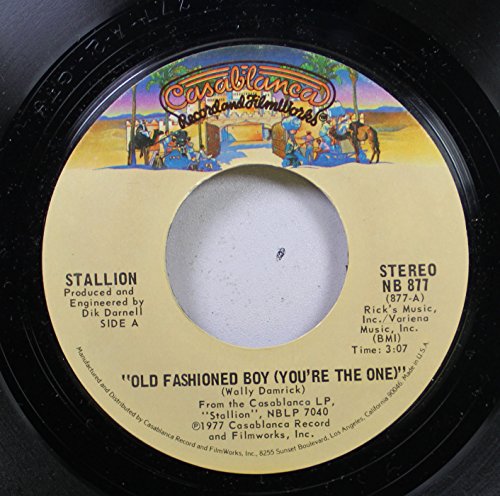 Casablanca
Record and FilmWorks
STALLION
Produced and
Engineered by
Dik Darnell
SIDE A
STEREO
NB 877
(877-A)
Rick's Music,
Inc./Variena
Music, Inc.
(BMI)
Time: 3:07
"OLD FASHIONED BOY (YOU'RE THE ONE)"
(Wally Damrick)
From the Casablanca LP,
"Stallion", NBLP 7040
℗1977 Casablanca Record
and Filmworks, Inc.
Manufactured and Distributed by Casablanca Record and FilmWorks, Inc., 8255 Sunset Boulevard, Los Angeles, California 90046. Made in U.S.A.